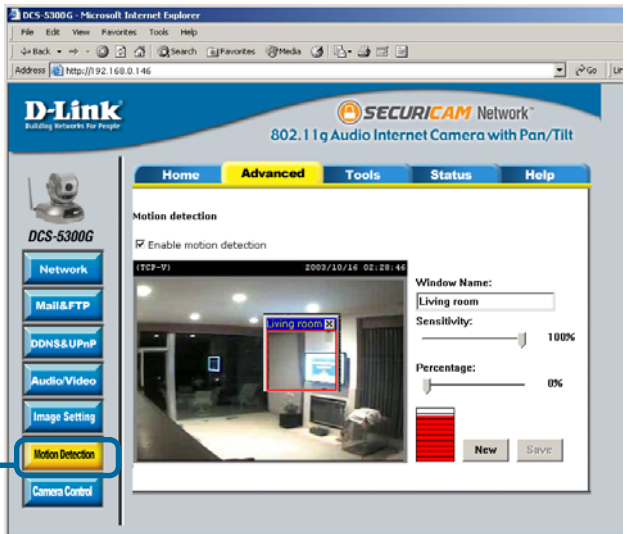 DCS-5300G - Microsoft Internet Explorer
File Edit View Favorites Tools Help
Back Search Favorites Media
Address http://192.168.0.146 Go
D-Link
Building Networks For People
SECURICAM Network™
802.11g Audio Internet Camera with Pan/Tilt
Home Advanced Tools Status Help
DCS-5300G
Network
Mail&FTP
DDNS&UPnP
Audio/Video
Image Setting
Motion Detection
Camera Control
Motion detection
Enable motion detection
(TCP-V) 2003/10/16 02:28:46
Living room
Window Name:
Living room
Sensitivity:
100%
Percentage:
0%
New Save